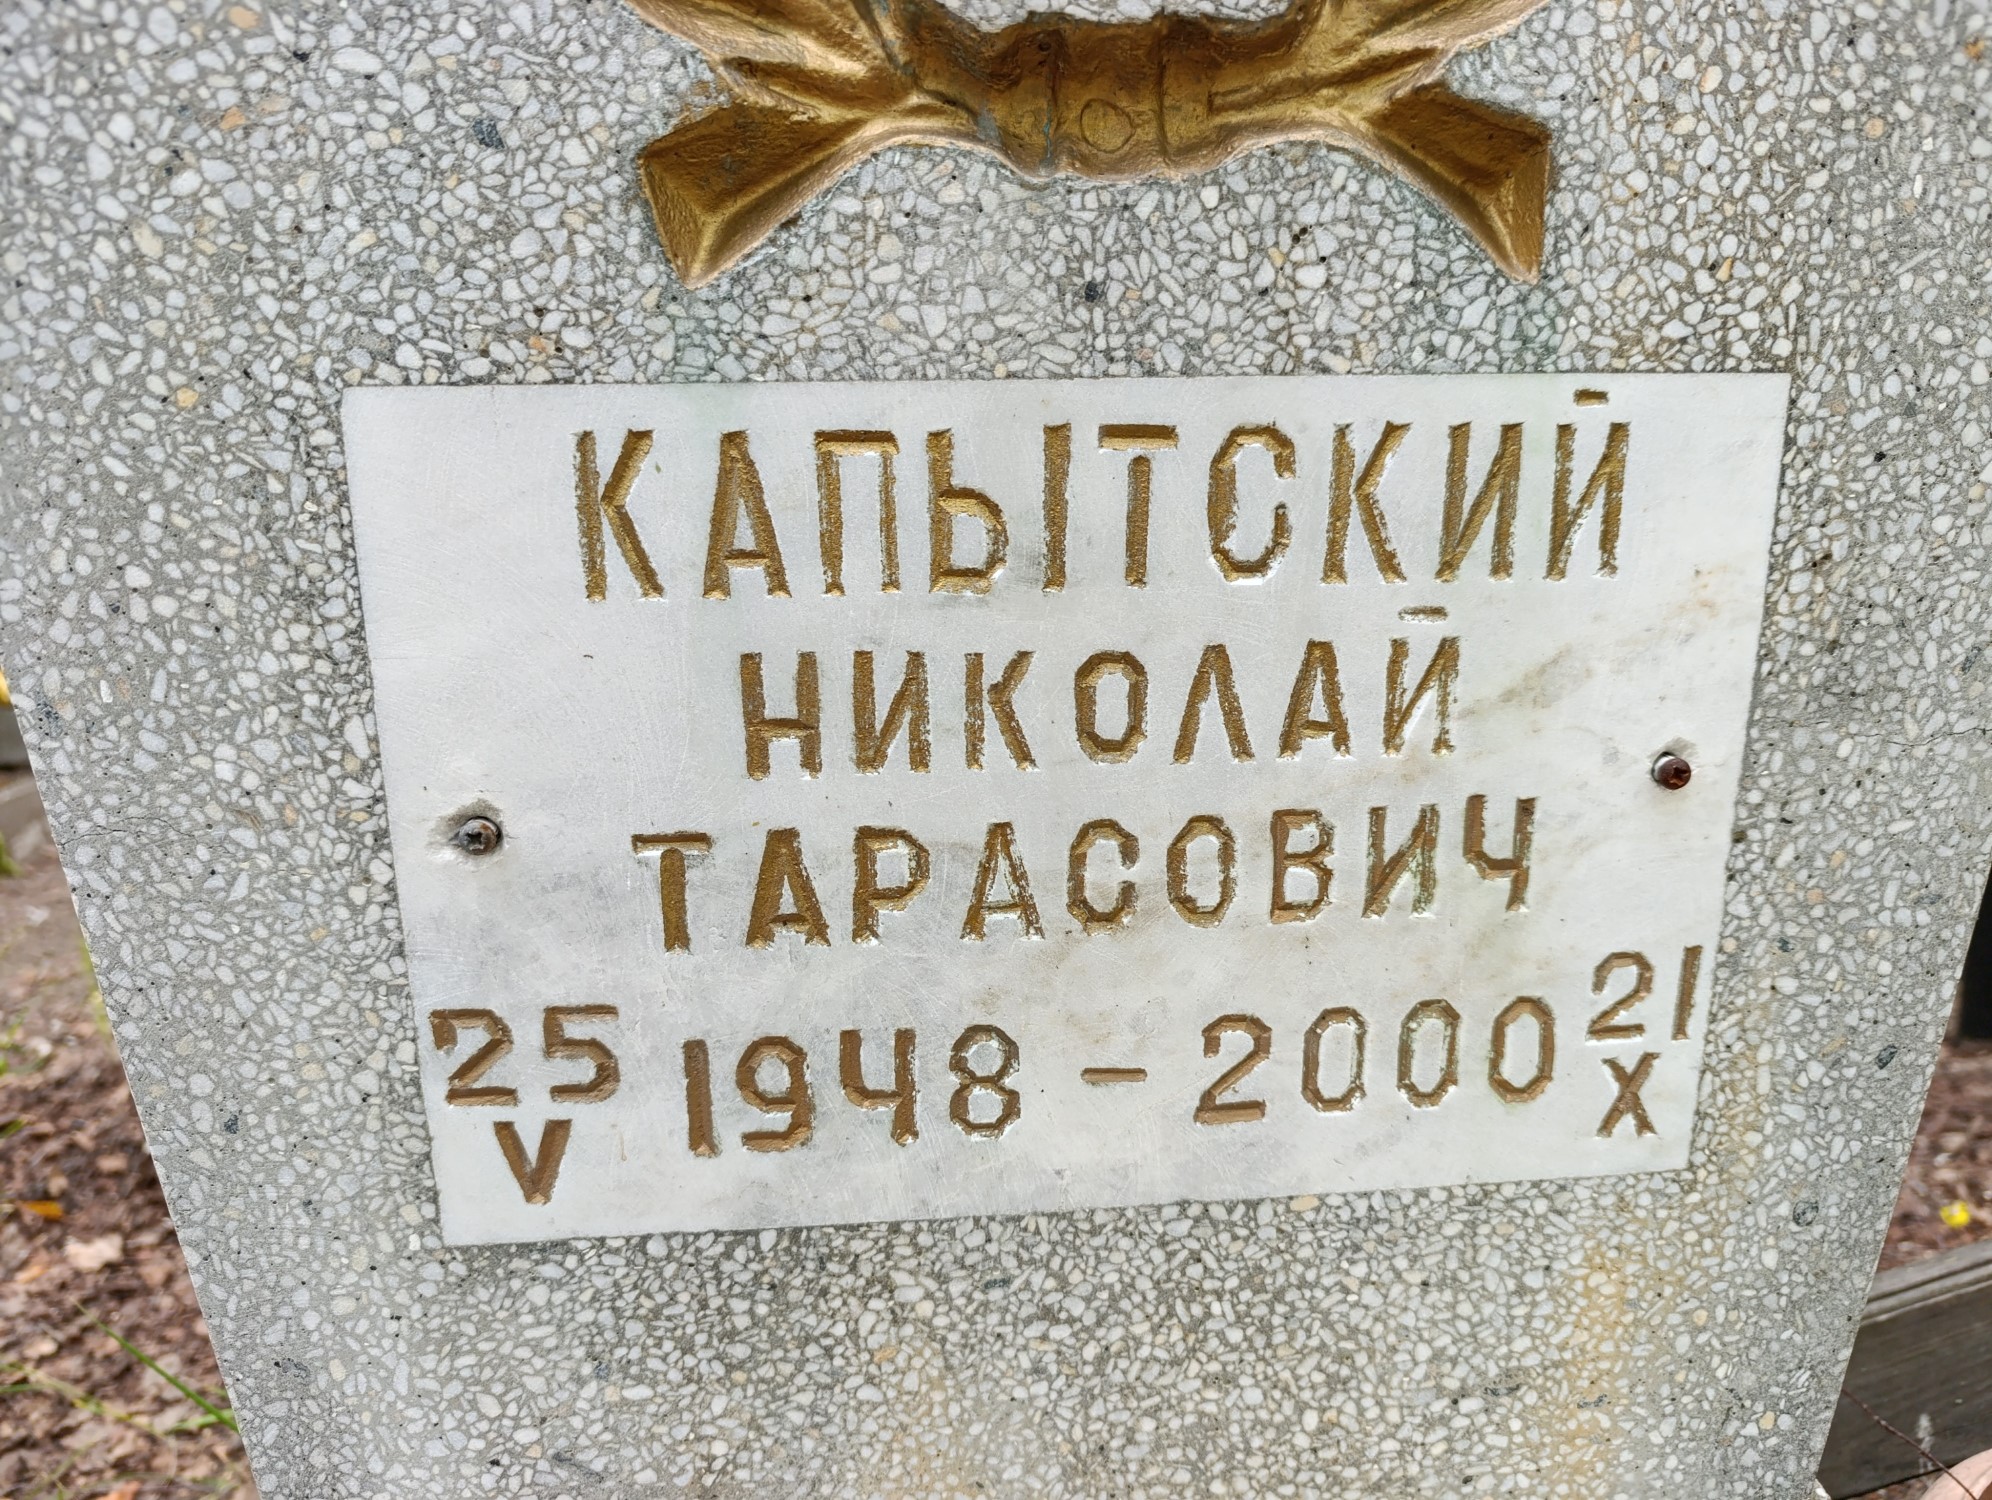 КАПЫТСКИЙ
НИКОЛАЙ
ТАРАСОВИЧ
25/V 1948 – 2000 21/X